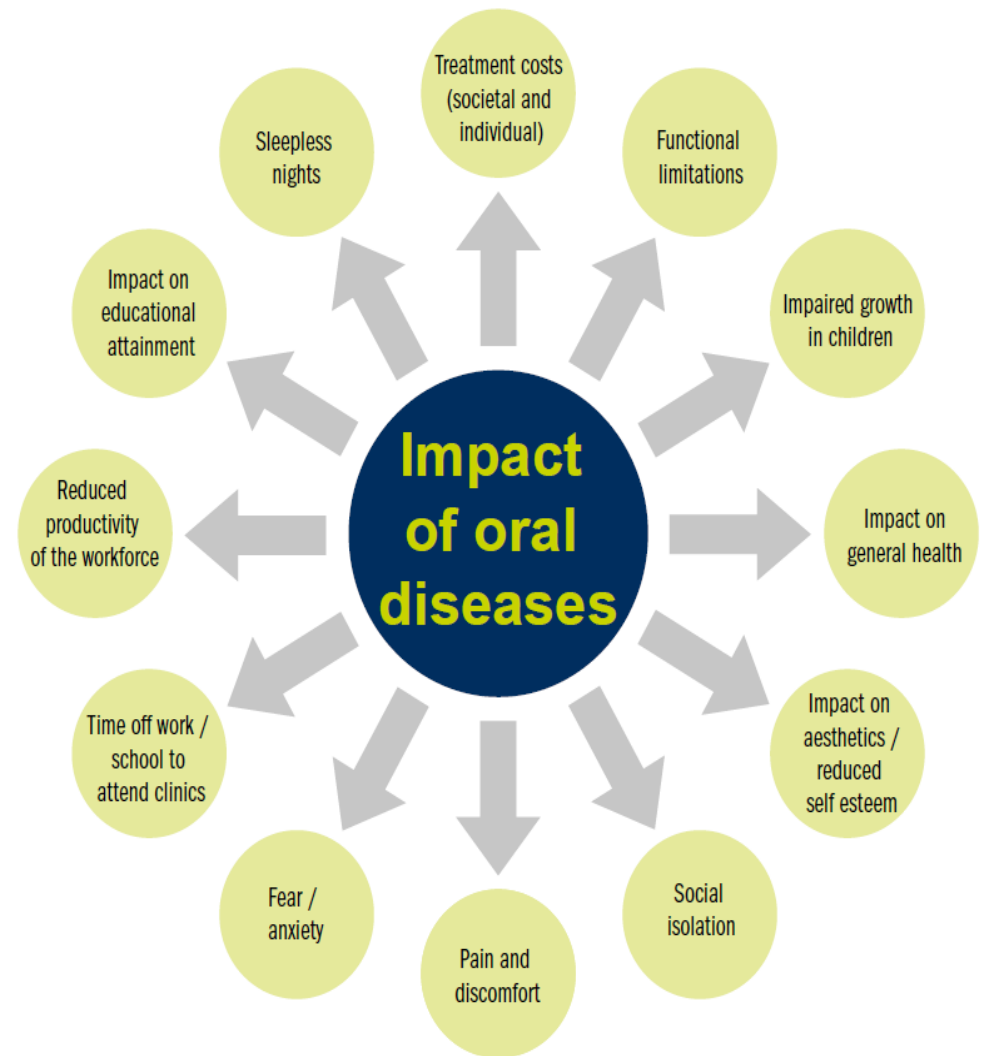 Treatment costs
(societal and
individual)
Functional
limitations
Impaired growth
in children
Impact on
general health
Impact on
aesthetics /
reduced
self esteem
Social
isolation
Pain and
discomfort
Fear /
anxiety
Time off work /
school to
attend clinics
Reduced
productivity
of the workforce
Impact on
educational
attainment
Sleepless
nights
Impact
of oral
diseases